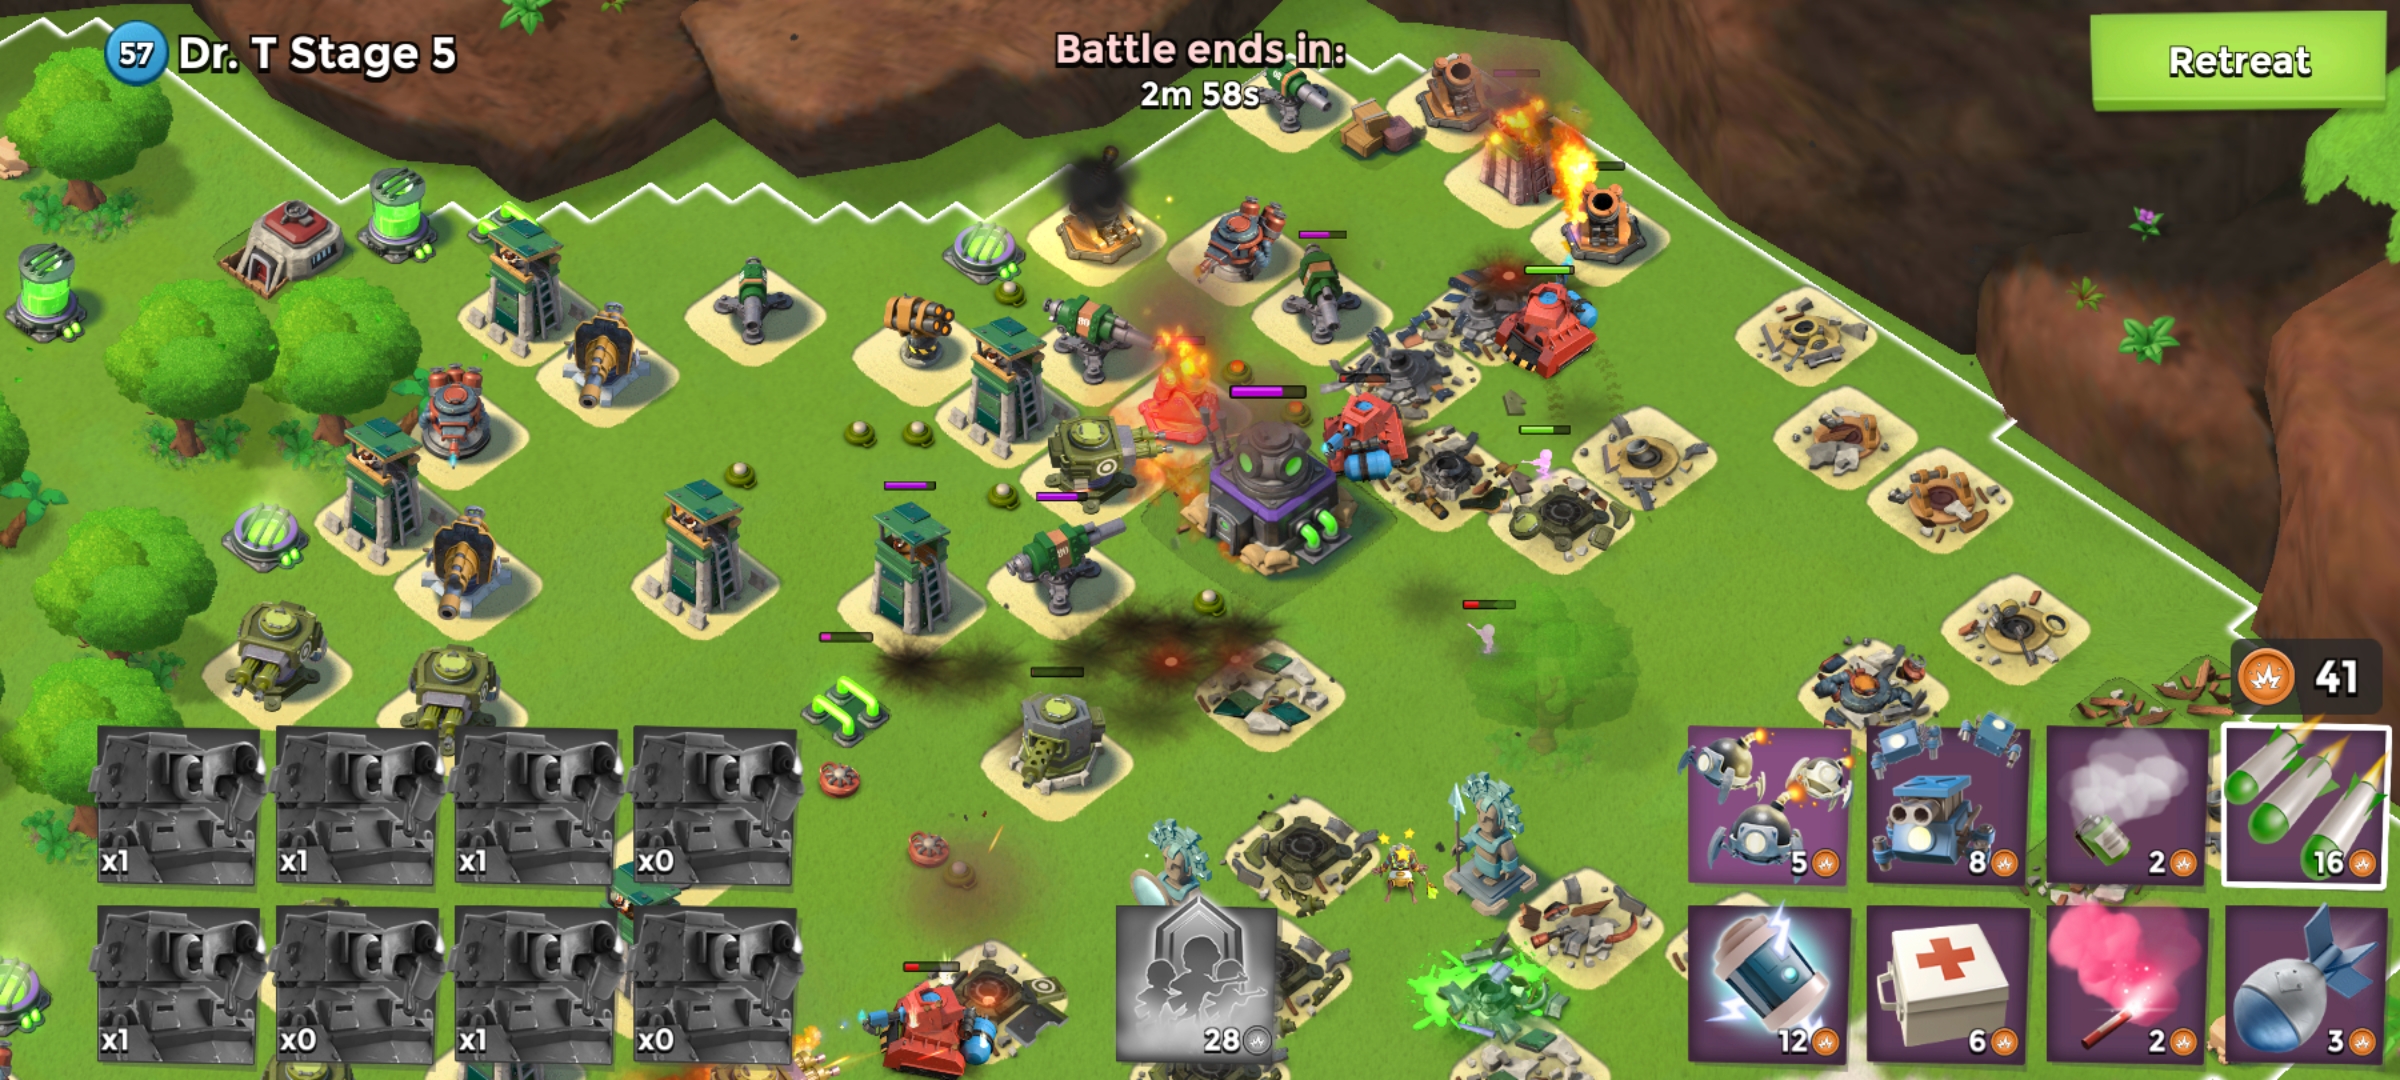 57 Dr. T Stage 5
Battle ends in:
2m 58s
Retreat
41
x1 x1 x1 x0
5 8 2 16
x1 x0 x1 x0
28
12 6 2 3